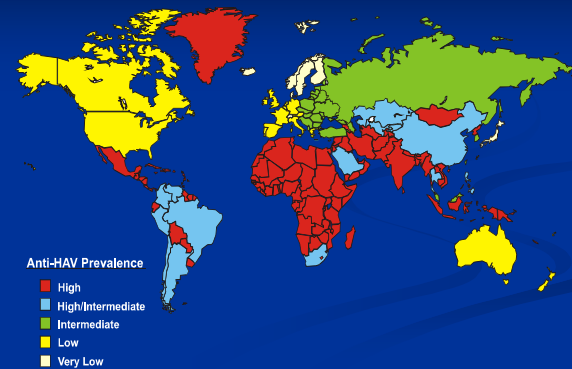 Anti-HAV Prevalence
High
High/Intermediate
Intermediate
Low
Very Low